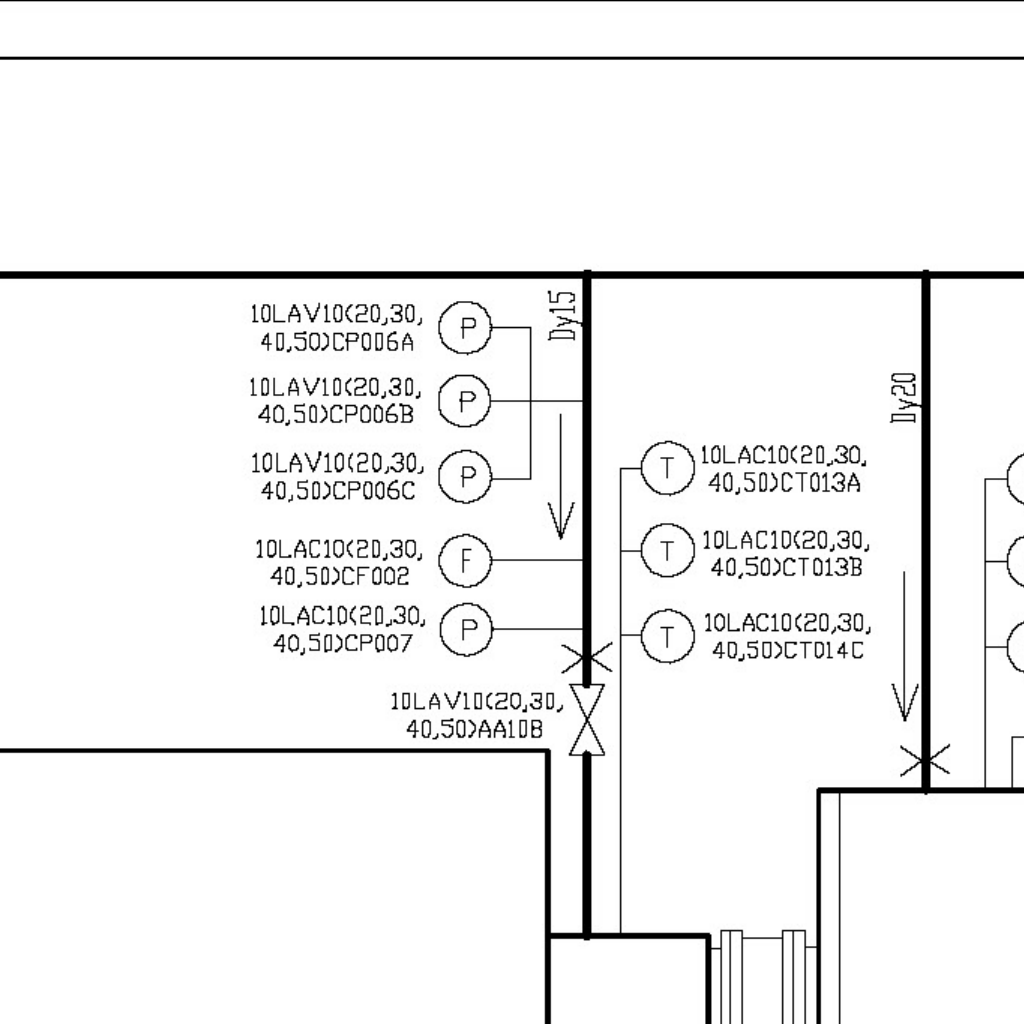 10LAV10(20,30,
40,50)CP006A
P
Dy15
10LAV10(20,30,
40,50)CP006B
P
Dy20
10LAV10(20,30,
40,50)CP006C
P
T
10LAC10(20,30,
40,50)CT013A
10LAC10(20,30,
40,50)CF002
F
T
10LAC10(20,30,
40,50)CT013B
10LAC10(20,30,
40,50)CP007
P
T
10LAC10(20,30,
40,50)CT014C
10LAV10(20,30,
40,50)AA10B